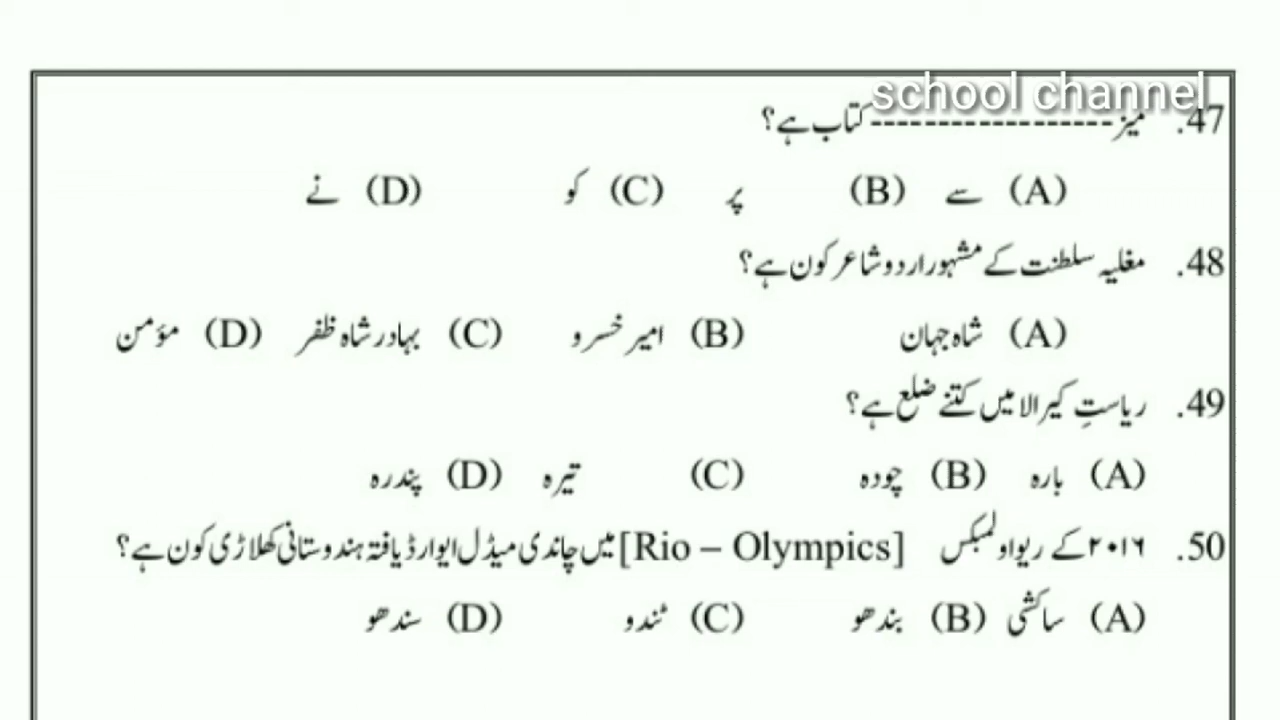 school channel
47. میز ------------------ کتاب ہے؟
(A) سے (B) پر (C) کو (D) نے
48. مغلیہ سلطنت کے مشہور اردو شاعر کون ہے؟
(A) شاہ جہان (B) امیر خسرو (C) بہادر شاہ ظفر (D) مؤمن
49. ریاستِ کیرالا میں کتنے ضلع ہے؟
(A) بارہ (B) چودہ (C) تیرہ (D) پندرہ
50. ۲۰۱۶ کے ریو اولمپکس [Rio – Olympics] میں چاندی میڈل ایوارڈ یافتہ ہندوستانی کھلاڑی کون ہے؟
(A) ساکشی (B) بندھو (C) ٹندو (D) سندھو